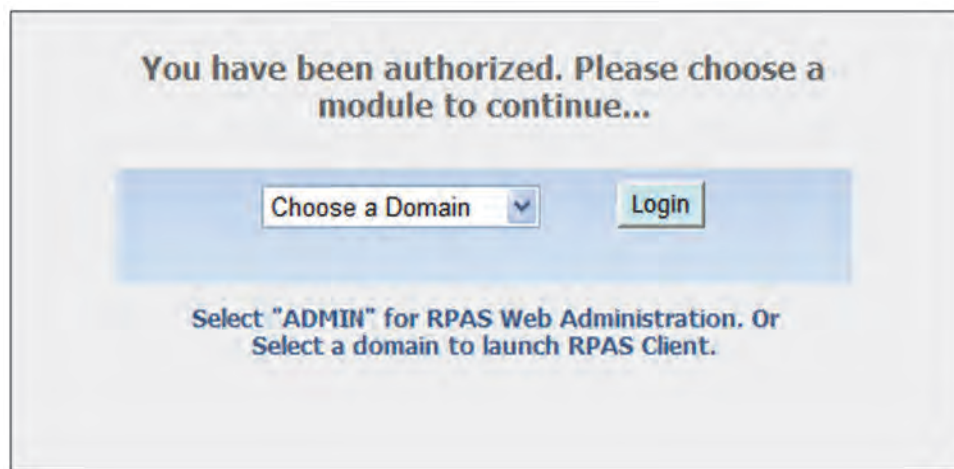 You have been authorized. Please choose a
module to continue...
Choose a Domain
Login
Select "ADMIN" for RPAS Web Administration. Or
Select a domain to launch RPAS Client.